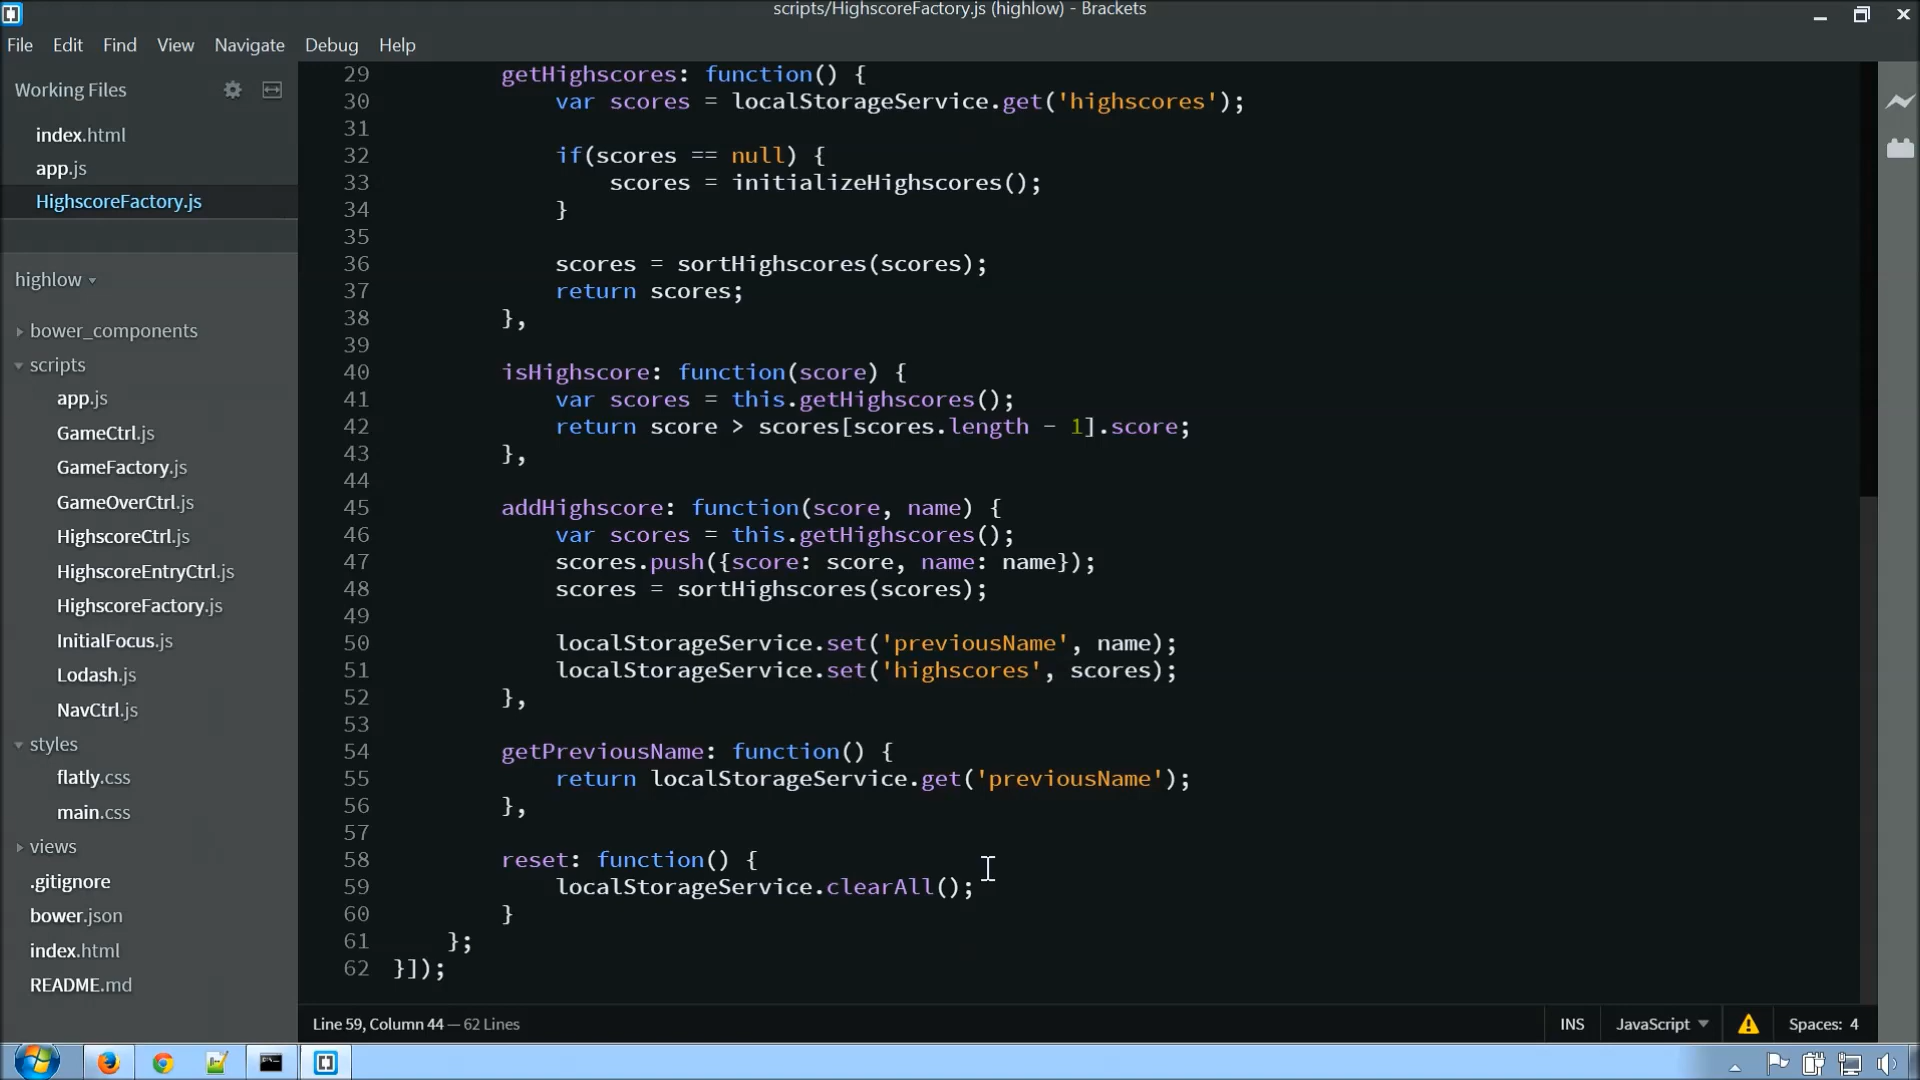 scripts/HighscoreFactory.js (highlow) - Brackets
File Edit Find View Navigate Debug Help
Working Files
index.html
app.js
HighscoreFactory.js
highlow
bower_components
scripts
app.js
GameCtrl.js
GameFactory.js
GameOverCtrl.js
HighscoreCtrl.js
HighscoreEntryCtrl.js
HighscoreFactory.js
InitialFocus.js
Lodash.js
NavCtrl.js
styles
flatly.css
main.css
views
.gitignore
bower.json
index.html
README.md
29 getHighscores: function() {
30 var scores = localStorageService.get('highscores');
31
32 if(scores == null) {
33 scores = initializeHighscores();
34 }
35
36 scores = sortHighscores(scores);
37 return scores;
38 },
39
40 isHighscore: function(score) {
41 var scores = this.getHighscores();
42 return score > scores[scores.length - 1].score;
43 },
44
45 addHighscore: function(score, name) {
46 var scores = this.getHighscores();
47 scores.push({score: score, name: name});
48 scores = sortHighscores(scores);
49
50 localStorageService.set('previousName', name);
51 localStorageService.set('highscores', scores);
52 },
53
54 getPreviousName: function() {
55 return localStorageService.get('previousName');
56 },
57
58 reset: function() {
59 localStorageService.clearAll();
60 }
61 };
62 }]);
Line 59, Column 44 — 62 Lines
INS JavaScript Spaces: 4